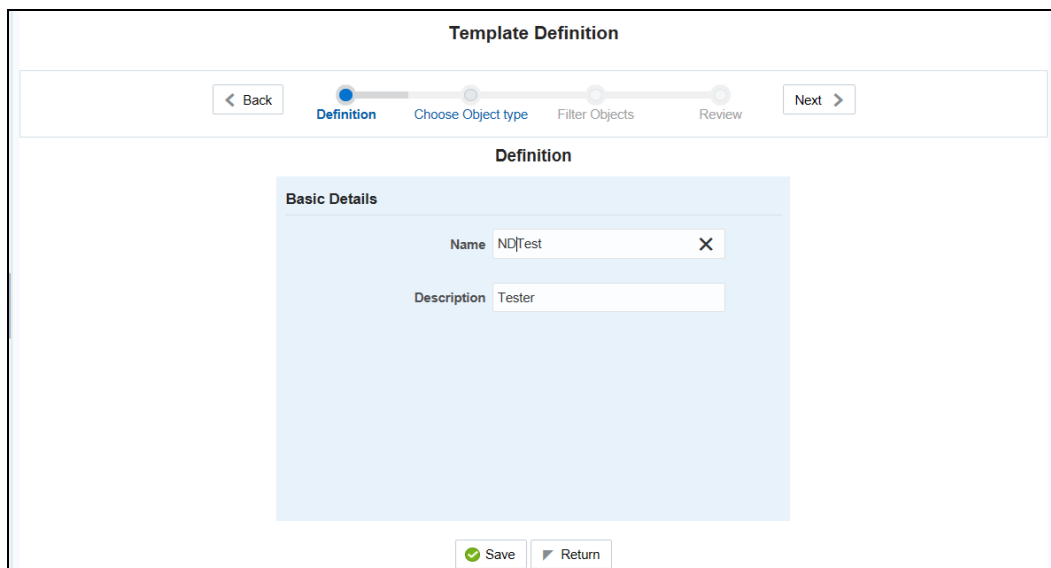 Template Definition
Back
Next
Definition
Choose Object type
Filter Objects
Review
Definition
Basic Details
Name NDTest
Description Tester
Save
Return